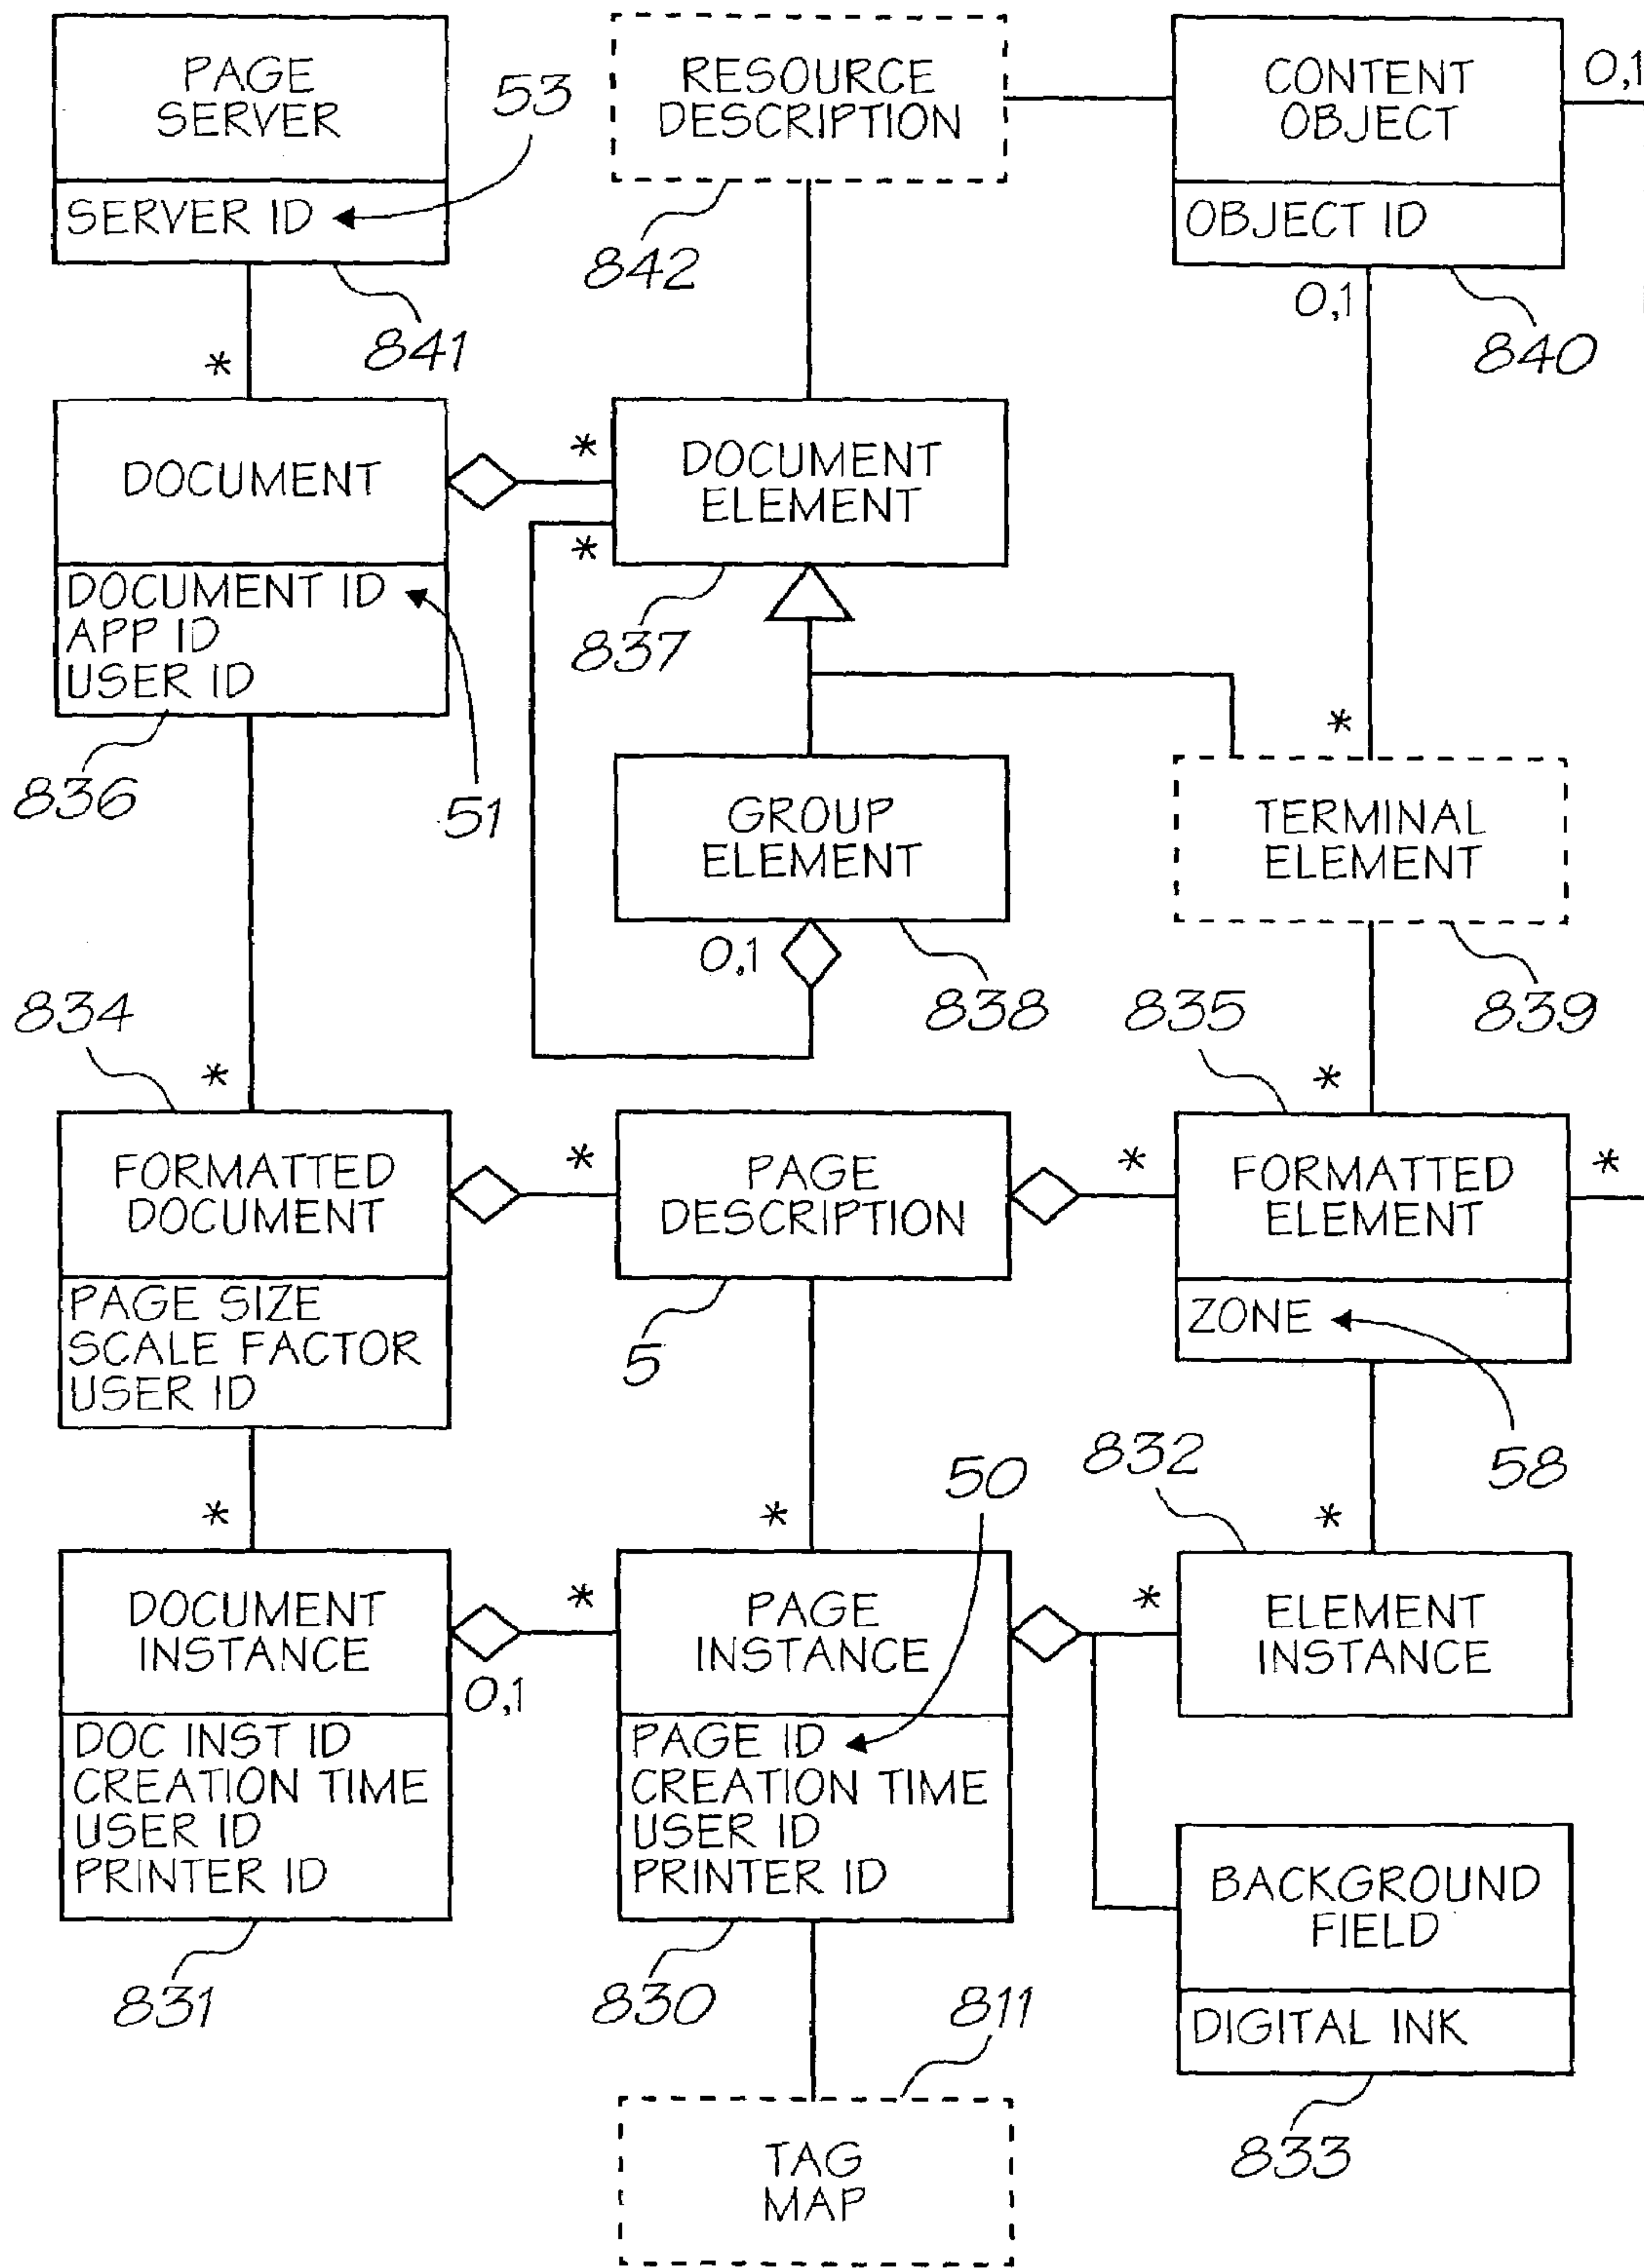 PAGE
SERVER
SERVER ID
53
841
*
RESOURCE
DESCRIPTION
842
CONTENT
OBJECT
OBJECT ID
0,1
0,1
840
DOCUMENT
DOCUMENT ID
APP ID
USER ID
836
51
*
*
DOCUMENT
ELEMENT
837
GROUP
ELEMENT
0,1
838
*
TERMINAL
ELEMENT
839
834
*
FORMATTED
DOCUMENT
PAGE SIZE
SCALE FACTOR
USER ID
*
PAGE
DESCRIPTION
5
835
*
*
FORMATTED
ELEMENT
ZONE
*
58
*
DOCUMENT
INSTANCE
DOC INST ID
CREATION TIME
USER ID
PRINTER ID
0,1
831
50
*
*
PAGE
INSTANCE
PAGE ID
CREATION TIME
USER ID
PRINTER ID
830
832
*
*
ELEMENT
INSTANCE
BACKGROUND
FIELD
DIGITAL INK
833
811
TAG
MAP